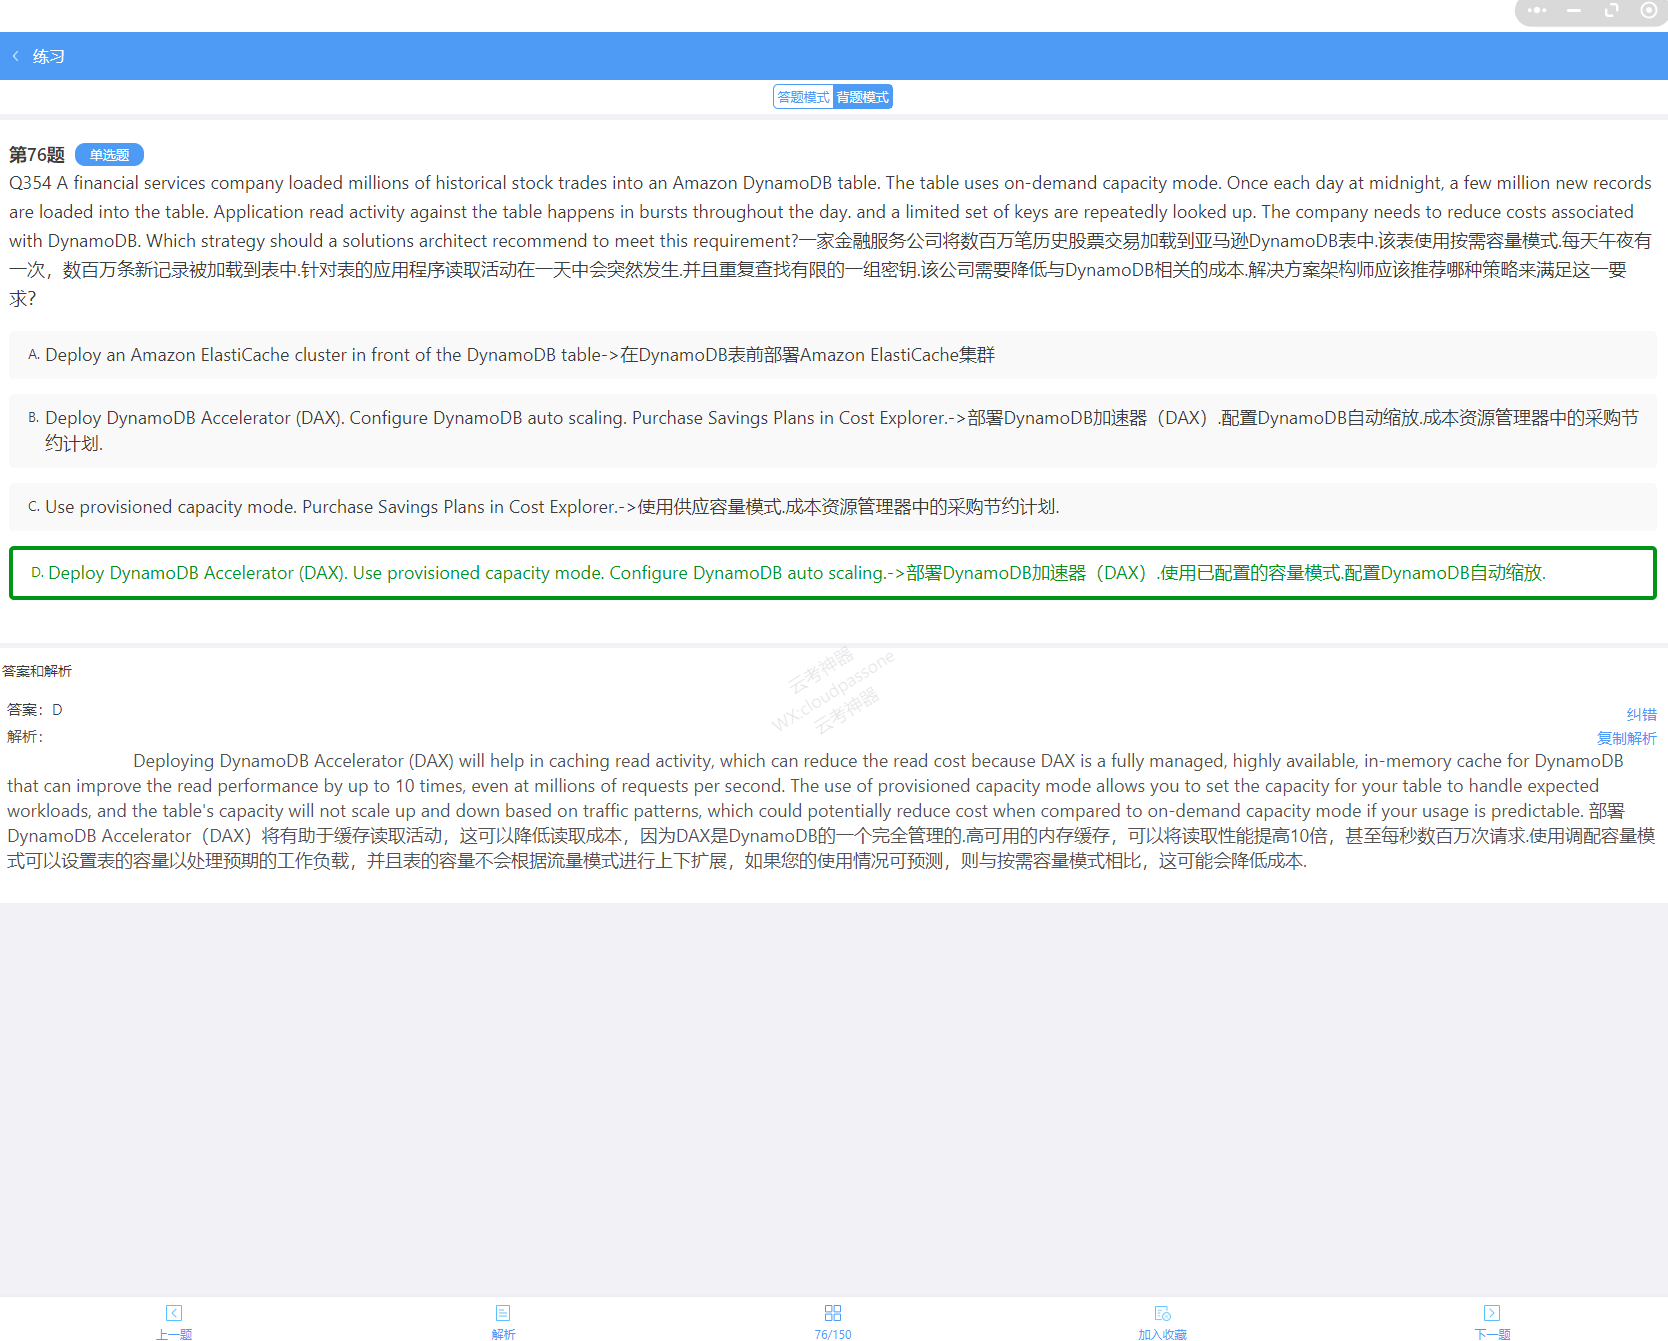 练习
答题模式 背题模式
第76题 单选题
Q354 A financial services company loaded millions of historical stock trades into an Amazon DynamoDB table. The table uses on-demand capacity mode. Once each day at midnight, a few million new records
are loaded into the table. Application read activity against the table happens in bursts throughout the day. and a limited set of keys are repeatedly looked up. The company needs to reduce costs associated
with DynamoDB. Which strategy should a solutions architect recommend to meet this requirement?一家金融服务公司将数百万笔历史股票交易加载到亚马逊DynamoDB表中.该表使用按需容量模式.每天午夜有
一次，数百万条新记录被加载到表中.针对表的应用程序读取活动在一天中会突然发生.并且重复查找有限的一组密钥.该公司需要降低与DynamoDB相关的成本.解决方案架构师应该推荐哪种策略来满足这一要
求?
A. Deploy an Amazon ElastiCache cluster in front of the DynamoDB table->在DynamoDB表前部署Amazon ElastiCache集群
B. Deploy DynamoDB Accelerator (DAX). Configure DynamoDB auto scaling. Purchase Savings Plans in Cost Explorer.->部署DynamoDB加速器（DAX）.配置DynamoDB自动缩放.成本资源管理器中的采购节
约计划.
C. Use provisioned capacity mode. Purchase Savings Plans in Cost Explorer.->使用供应容量模式.成本资源管理器中的采购节约计划.
D. Deploy DynamoDB Accelerator (DAX). Use provisioned capacity mode. Configure DynamoDB auto scaling.->部署DynamoDB加速器（DAX）.使用已配置的容量模式.配置DynamoDB自动缩放.
答案和解析
云考神器
WX:cloudpassone
云考神器
答案：D
纠错
解析：
复制解析
Deploying DynamoDB Accelerator (DAX) will help in caching read activity, which can reduce the read cost because DAX is a fully managed, highly available, in-memory cache for DynamoDB
that can improve the read performance by up to 10 times, even at millions of requests per second. The use of provisioned capacity mode allows you to set the capacity for your table to handle expected
workloads, and the table's capacity will not scale up and down based on traffic patterns, which could potentially reduce cost when compared to on-demand capacity mode if your usage is predictable. 部署
DynamoDB Accelerator（DAX）将有助于缓存读取活动，这可以降低读取成本，因为DAX是DynamoDB的一个完全管理的.高可用的内存缓存，可以将读取性能提高10倍，甚至每秒数百万次请求.使用调配容量模
式可以设置表的容量以处理预期的工作负载，并且表的容量不会根据流量模式进行上下扩展，如果您的使用情况可预测，则与按需容量模式相比，这可能会降低成本.
上一题 解析 76/150 加入收藏 下一题